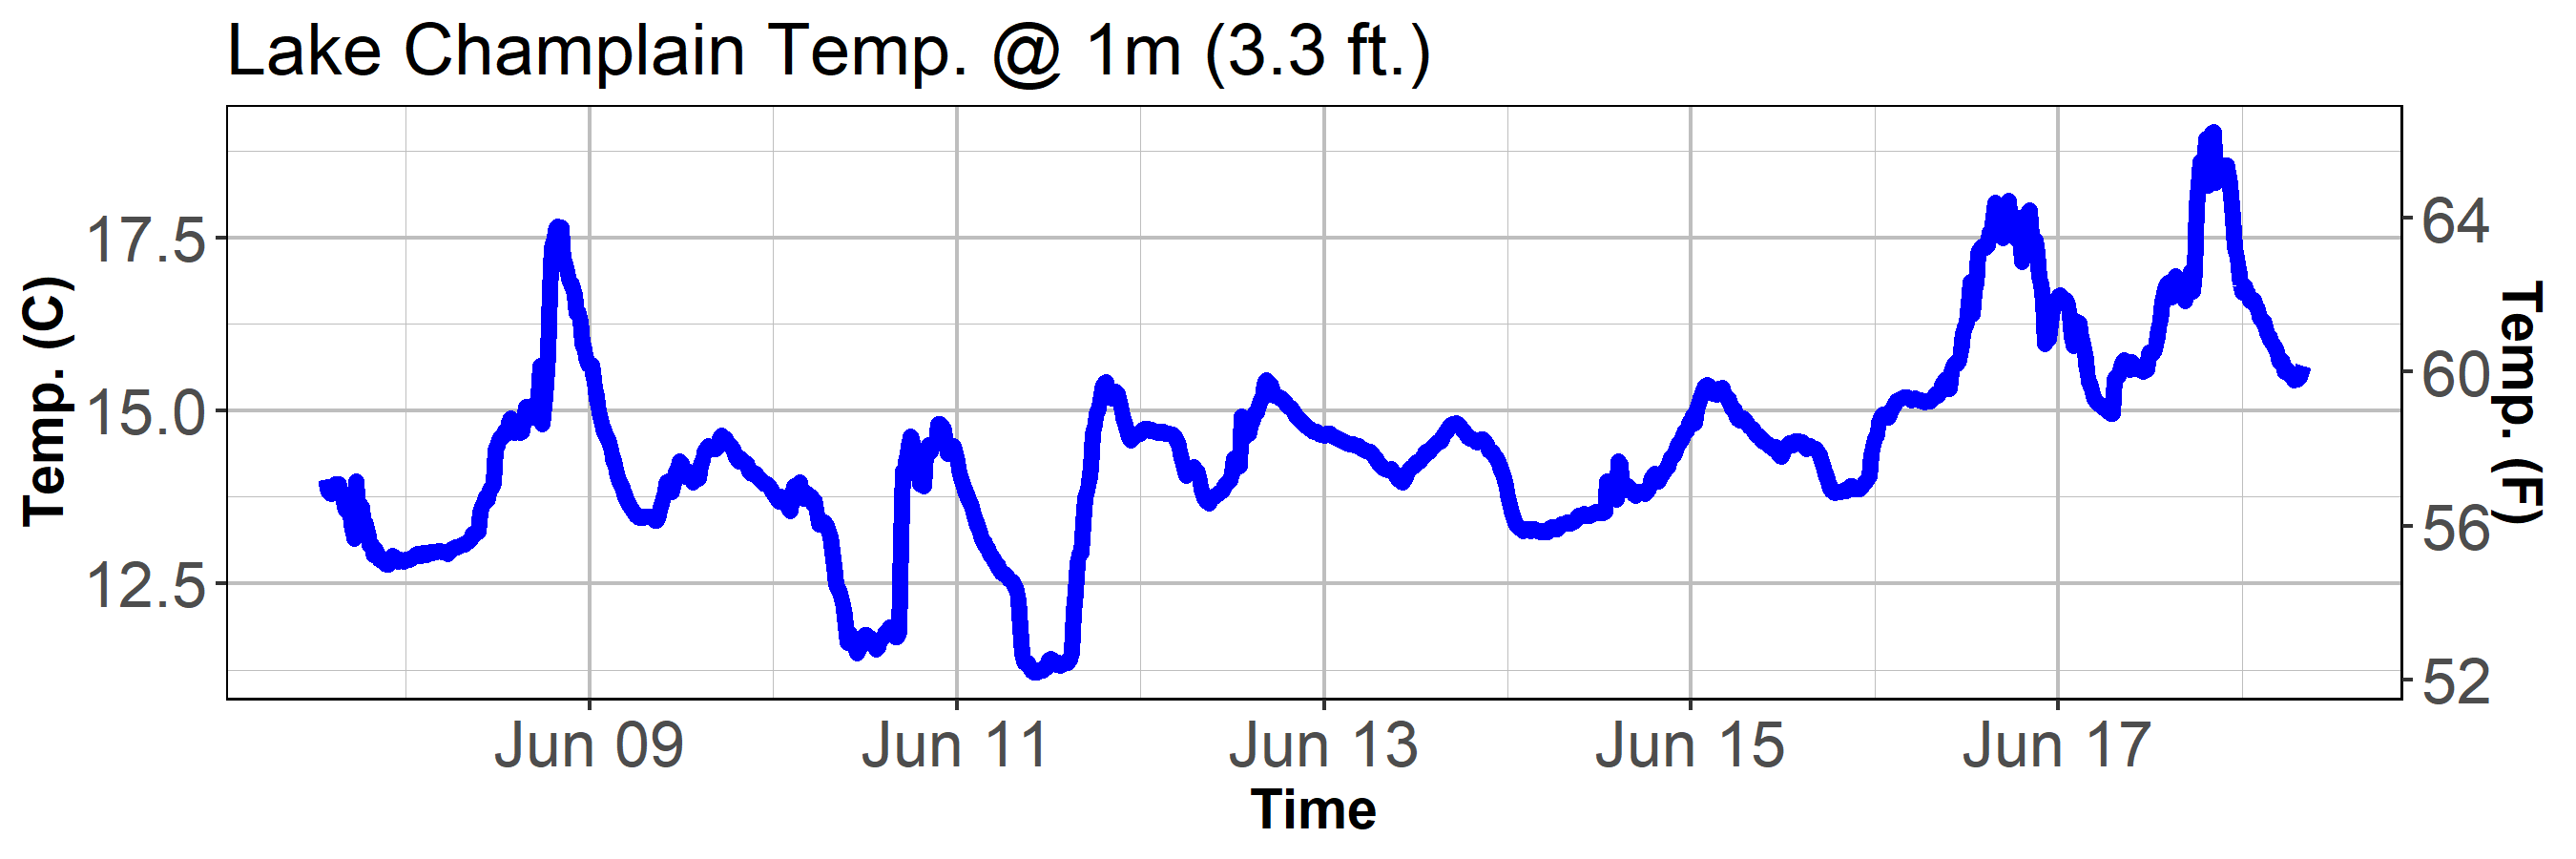 Lake Champlain Temp. @ 1m (3.3 ft.)
Temp. (C)
17.5
15.0
12.5
64
60
56
52
Temp. (F)
Jun 09 Jun 11 Jun 13 Jun 15 Jun 17
Time